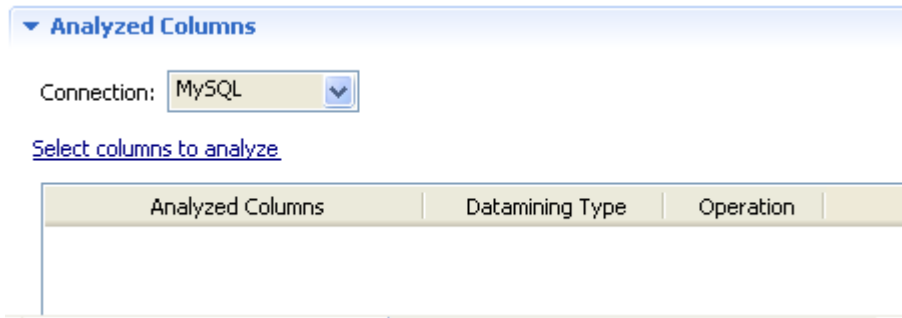 Analyzed Columns
Connection: MySQL
Select columns to analyze
Analyzed Columns Datamining Type Operation